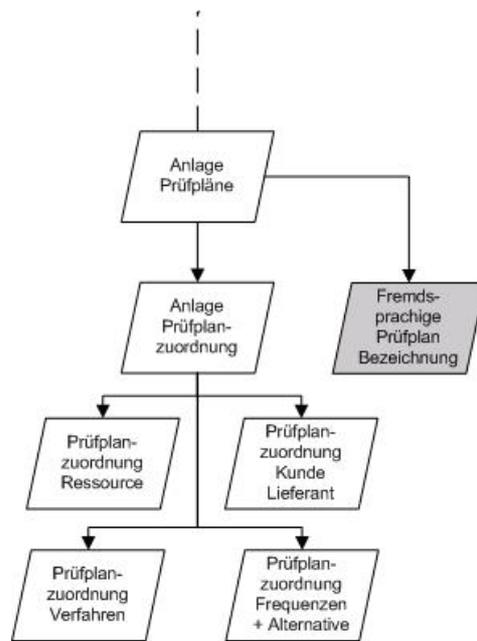 Anlage
Prüfpläne
Anlage
Prüfplan-
zuordnung
Fremds-
prachige
Prüfplan
Bezeichnung
Prüfplan-
zuordnung
Ressource
Prüfplan-
zuordnung
Kunde
Lieferant
Prüfplan-
zuordnung
Verfahren
Prüfplan-
zuordnung
Frequenzen
+ Alternative